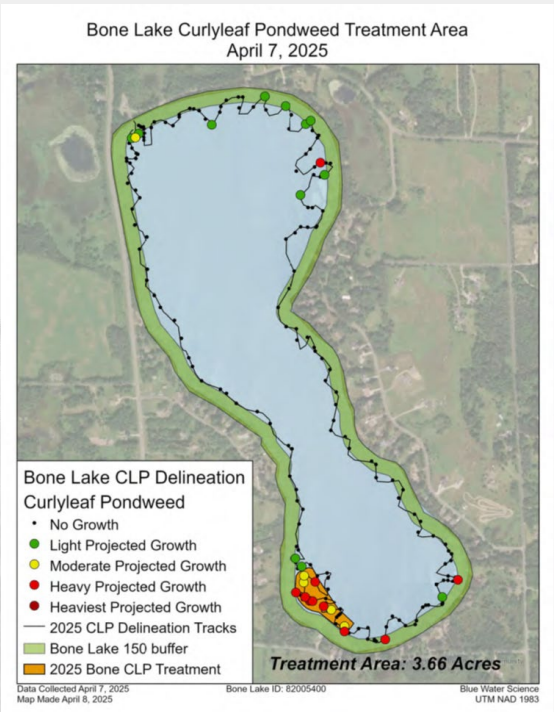 Bone Lake Curlyleaf Pondweed Treatment Area
April 7, 2025
Bone Lake CLP Delineation
Curlyleaf Pondweed
No Growth
Light Projected Growth
Moderate Projected Growth
Heavy Projected Growth
Heaviest Projected Growth
2025 CLP Delineation Tracks
Bone Lake 150 buffer
2025 Bone CLP Treatment
Treatment Area: 3.66 Acres
Data Collected April 7, 2025
Map Made April 8, 2025
Bone Lake ID: 82005400
Blue Water Science
UTM NAD 1983